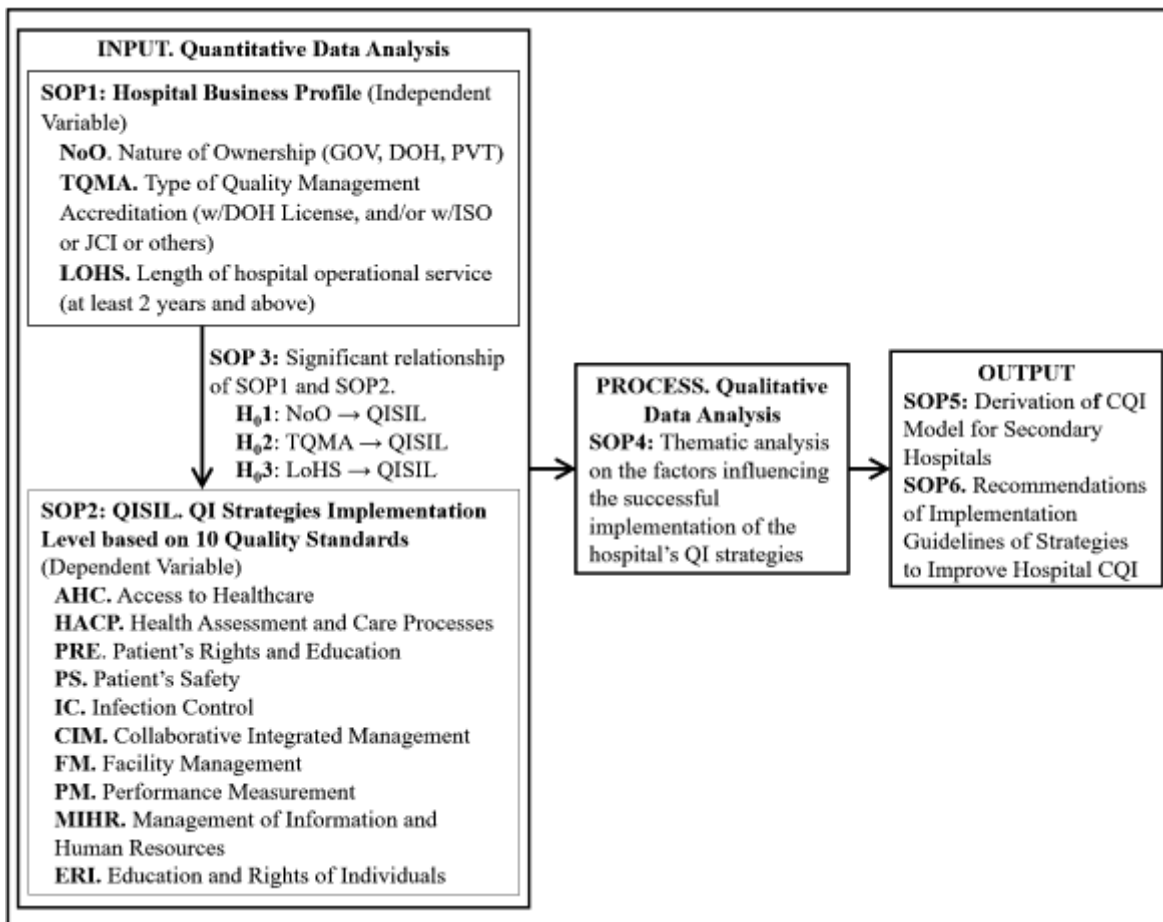 INPUT. Quantitative Data Analysis
SOP1: Hospital Business Profile (Independent
Variable)
NoO. Nature of Ownership (GOV, DOH, PVT)
TQMA. Type of Quality Management
Accreditation (w/DOH License, and/or w/ISO
or JCI or others)
LOHS. Length of hospital operational service
(at least 2 years and above)
SOP 3: Significant relationship
of SOP1 and SOP2.
H₀1: NoO → QISIL
H₀2: TQMA → QISIL
H₀3: LoHS → QISIL
SOP2: QISIL. QI Strategies Implementation
Level based on 10 Quality Standards
(Dependent Variable)
AHC. Access to Healthcare
HACP. Health Assessment and Care Processes
PRE. Patient's Rights and Education
PS. Patient's Safety
IC. Infection Control
CIM. Collaborative Integrated Management
FM. Facility Management
PM. Performance Measurement
MIHR. Management of Information and
Human Resources
ERI. Education and Rights of Individuals
PROCESS. Qualitative
Data Analysis
SOP4: Thematic analysis
on the factors influencing
the successful
implementation of the
hospital's QI strategies
OUTPUT
SOP5: Derivation of CQI
Model for Secondary
Hospitals
SOP6. Recommendations
of Implementation
Guidelines of Strategies
to Improve Hospital CQI